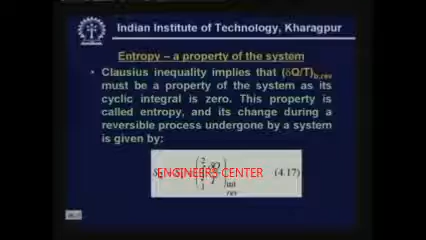 Indian Institute of Technology, Kharagpur
Entropy – a property of the system
• Clausius inequality implies that (δQ/T)b,rev
must be a property of the system as its
cyclic integral is zero. This property is
called entropy, and its change during a
reversible process undergone by a system
is given by:
ENGINEERS CENTER
(4.17)